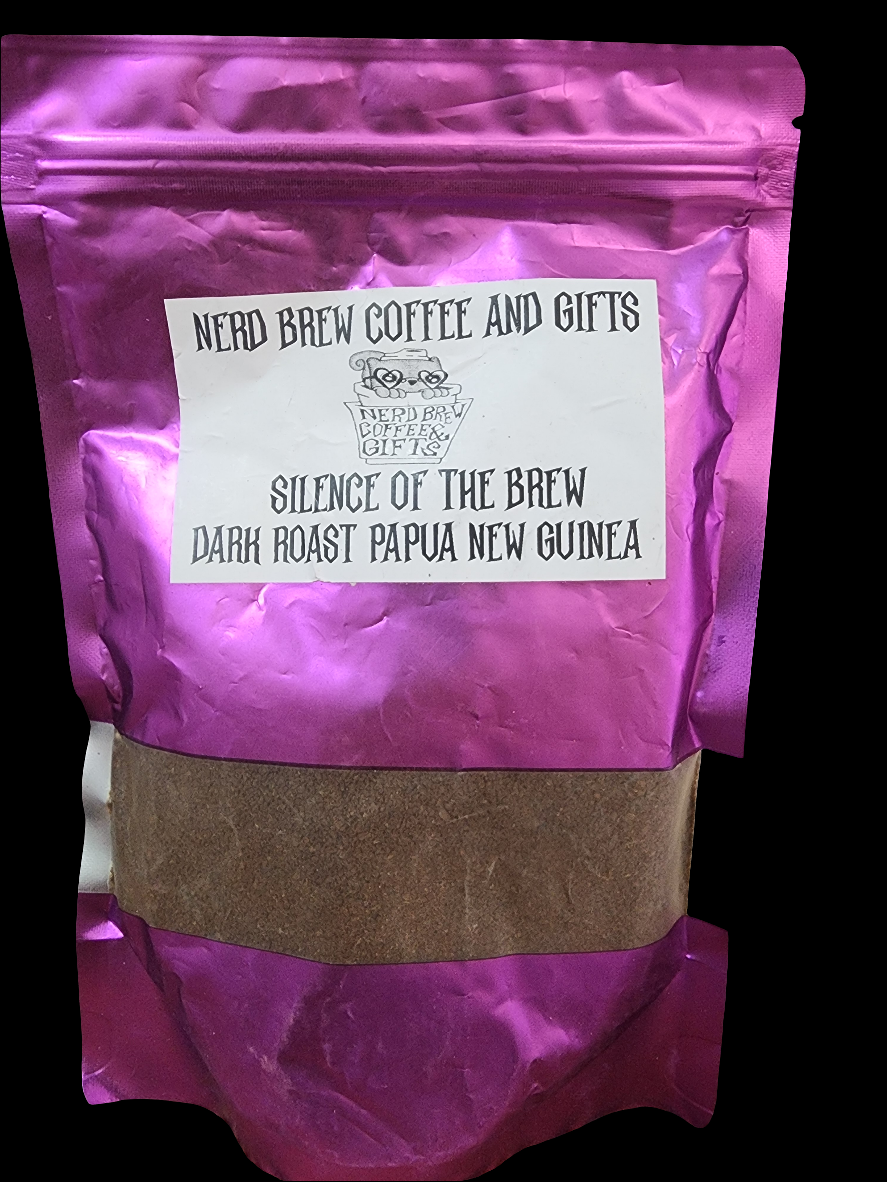 NERD BREW COFFEE AND GIFTS
NERD BREW
COFFEE &
GIFTS
SILENCE OF THE BREW
DARK ROAST PAPUA NEW GUINEA